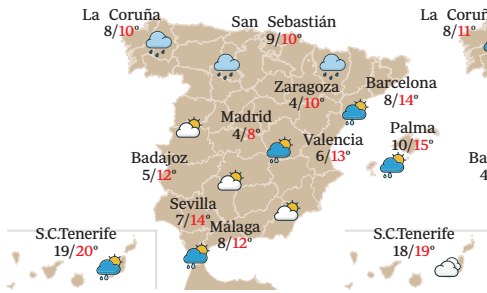 La Coruña
8/10°
San Sebastián
9/10°
Zaragoza
4/10°
Barcelona
8/14°
Madrid
4/8°
Valencia
6/13°
Palma
10/15°
Badajoz
5/12°
Sevilla
7/14°
Málaga
8/12°
S.C.Tenerife
19/20°
La Coruñ
8/11°
Ba
4
S.C.Tenerife
18/19°